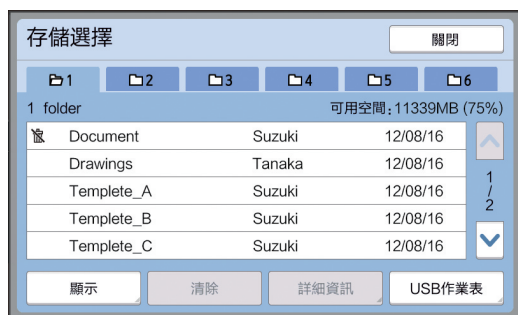 存儲選擇 關閉
1 2 3 4 5 6
1 folder 可用空間:11339MB (75%)
Document Suzuki 12/08/16
Drawings Tanaka 12/08/16
Templete_A Suzuki 12/08/16
Templete_B Suzuki 12/08/16
Templete_C Suzuki 12/08/16
1/2
顯示 清除 詳細資訊 USB作業表